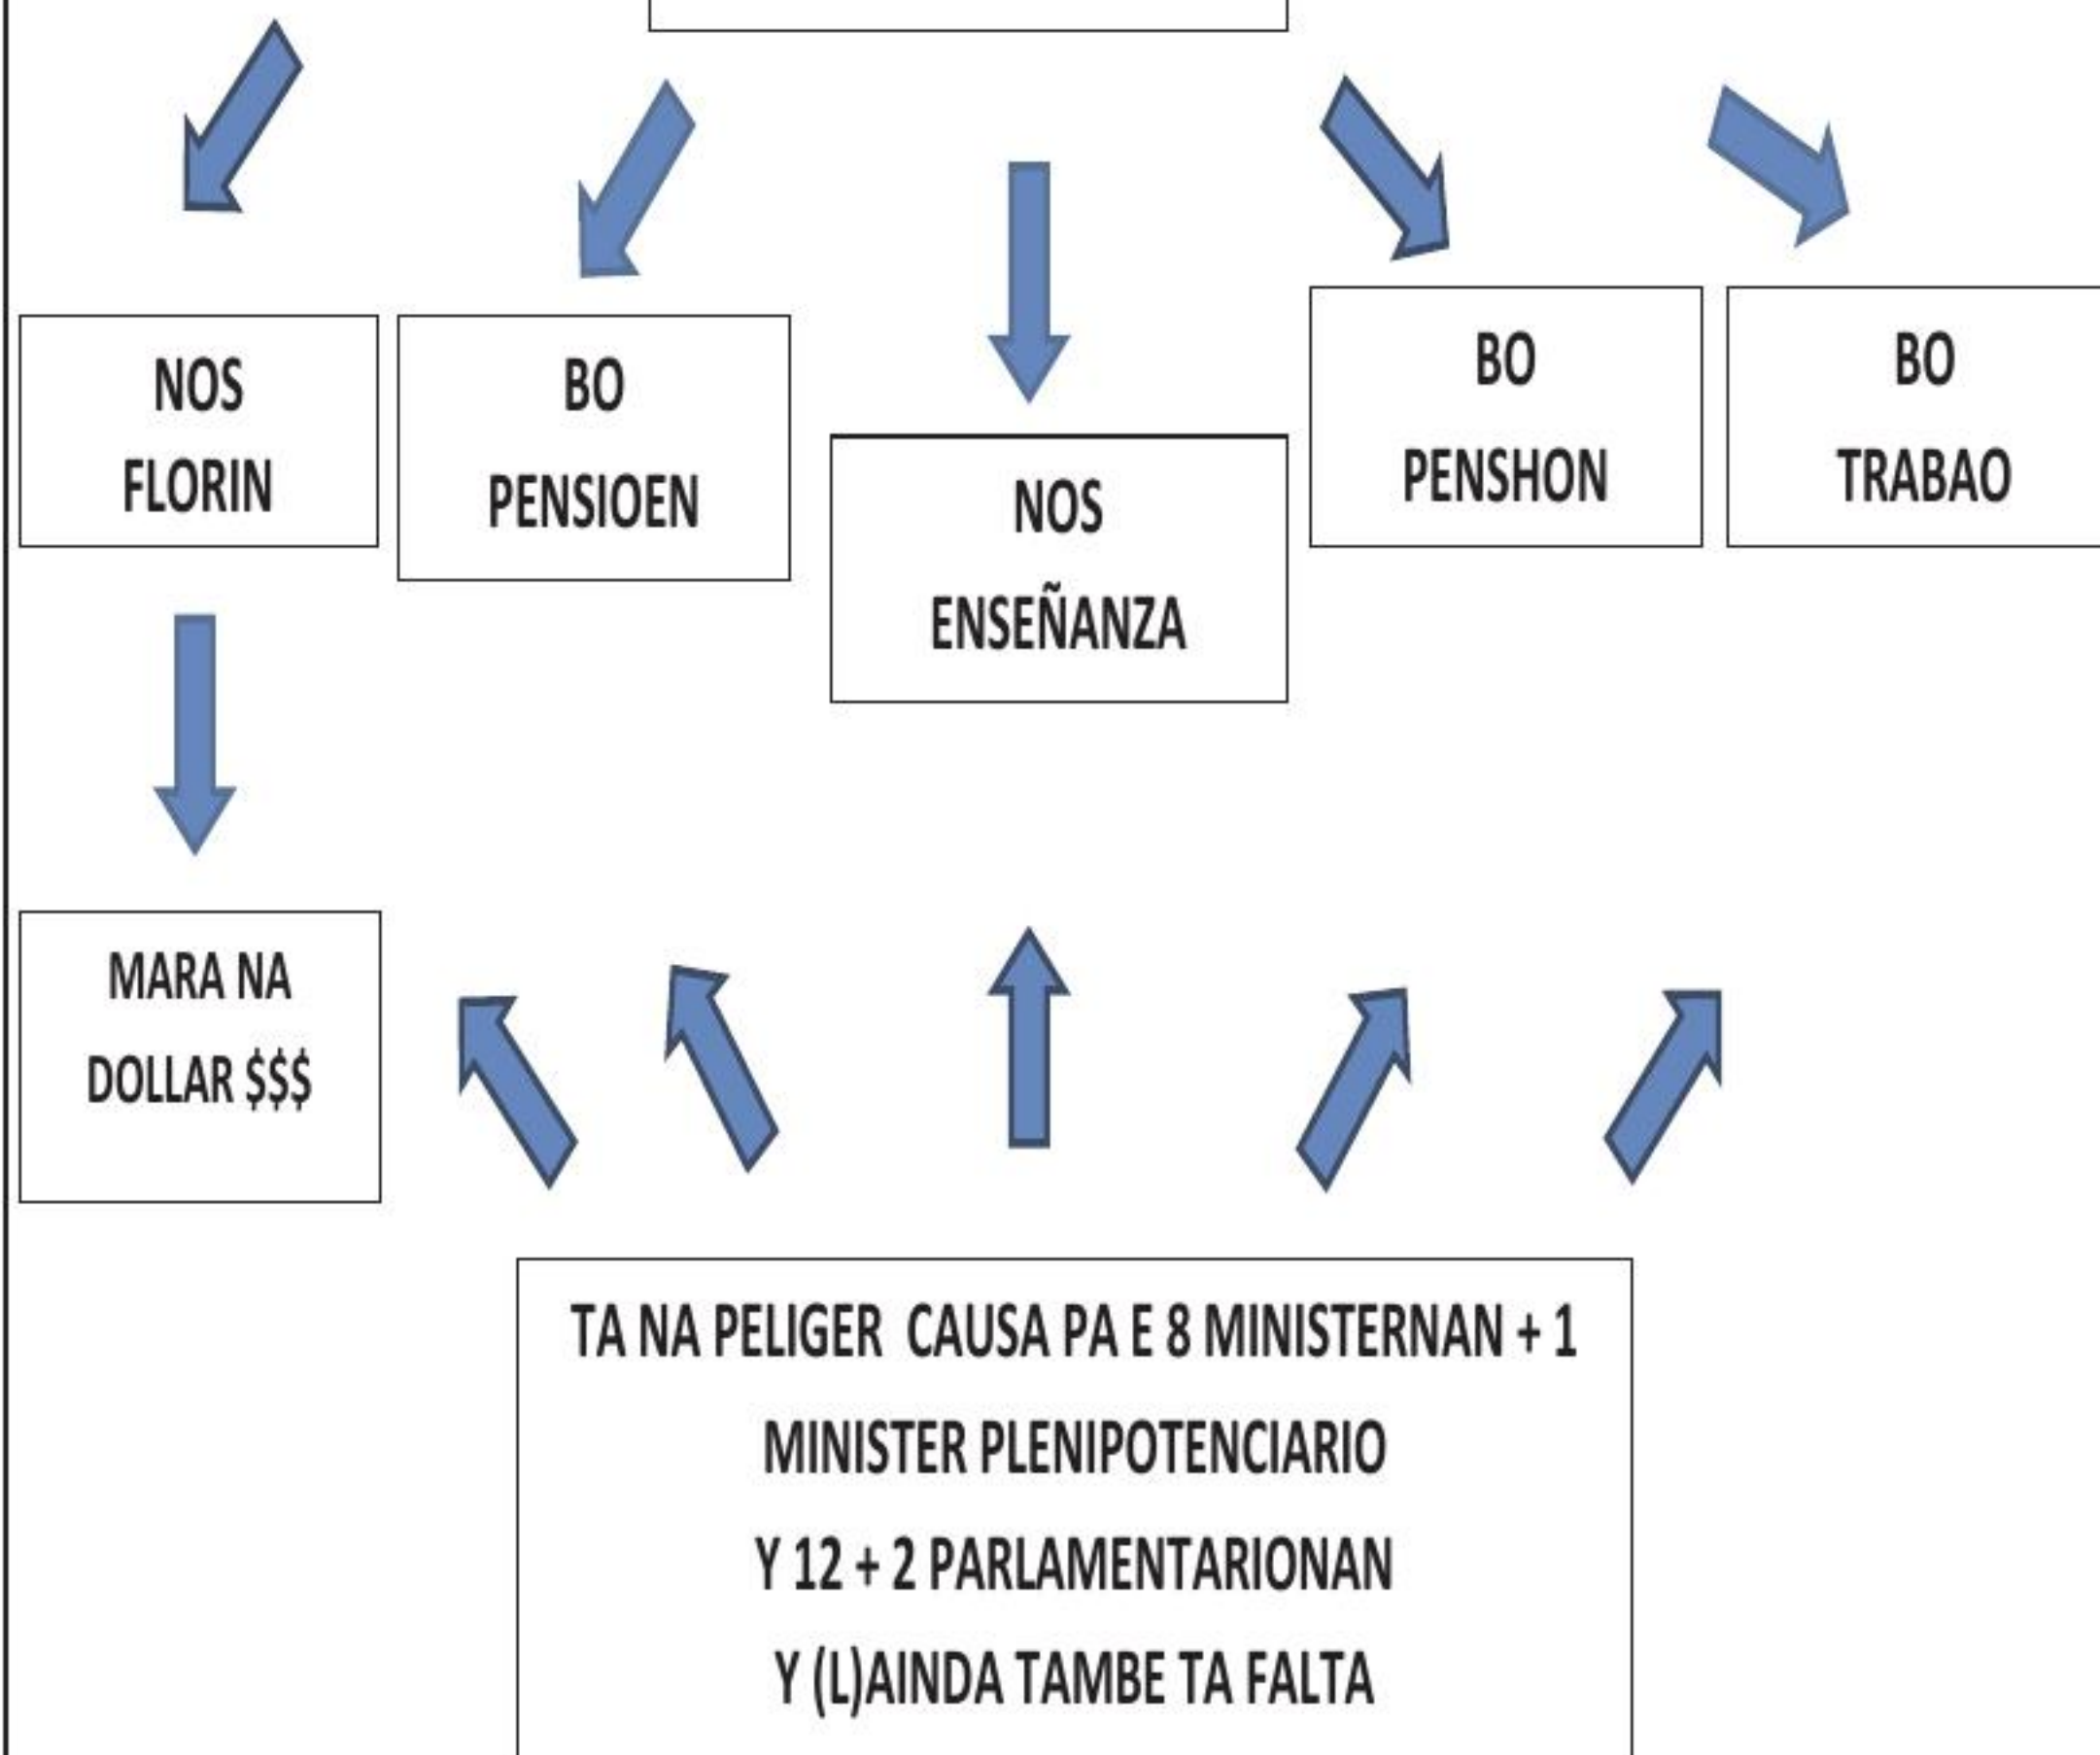 NOS
FLORIN
BO
PENSIOEN
NOS
ENSEÑANZA
BO
PENSHON
BO
TRABAO
MARA NA
DOLLAR $$$
TA NA PELIGER CAUSA PA E 8 MINISTERNAN + 1
MINISTER PLENIPOTENCIARIO
Y 12 + 2 PARLAMENTARIONAN
Y (L)AINDA TAMBE TA FALTA